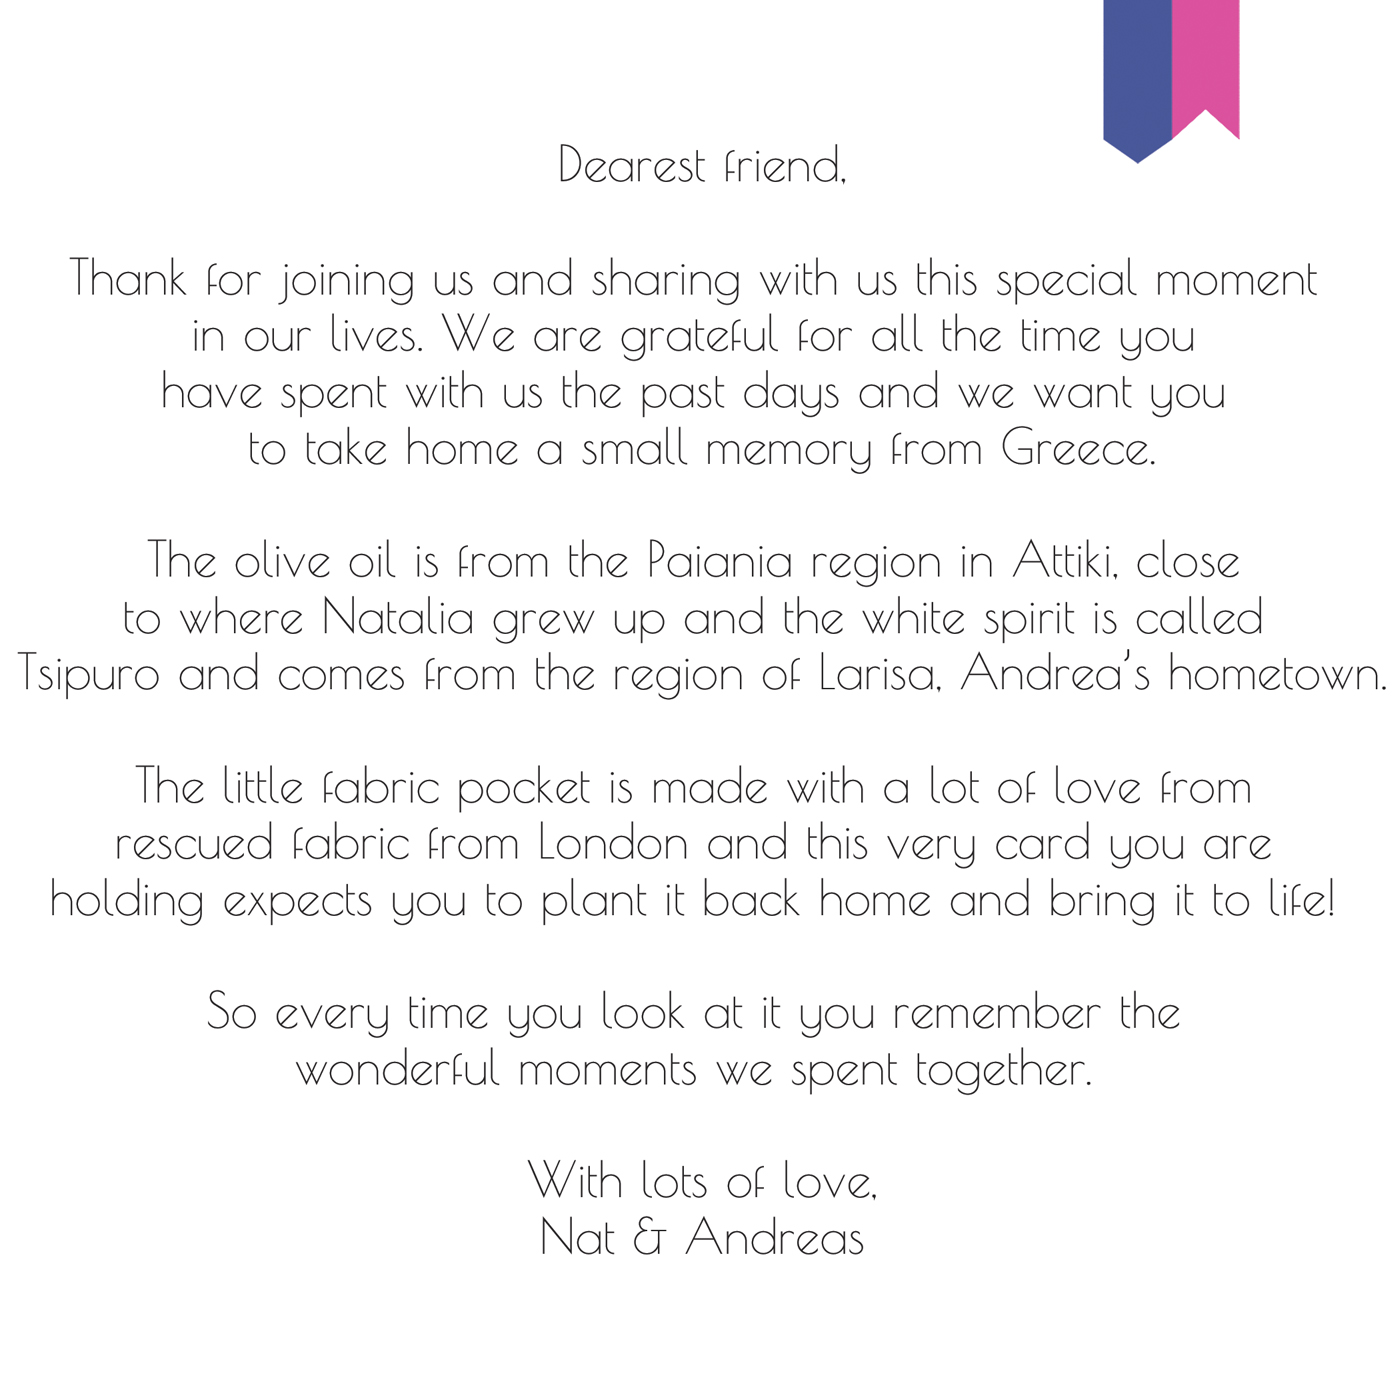 Dearest friend,
Thank for joining us and sharing with us this special moment
in our lives. We are grateful for all the time you
have spent with us the past days and we want you
to take home a small memory from Greece.
The olive oil is from the Paiania region in Attiki, close
to where Natalia grew up and the white spirit is called
Tsipuro and comes from the region of Larisa, Andrea's hometown.
The little fabric pocket is made with a lot of love from
rescued fabric from London and this very card you are
holding expects you to plant it back home and bring it to life!
So every time you look at it you remember the
wonderful moments we spent together.
With lots of love,
Nat & Andreas